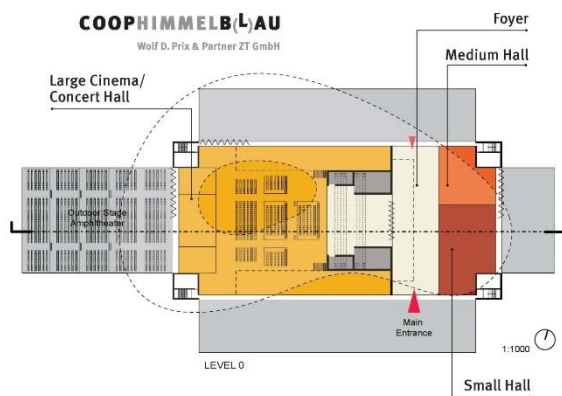 COOPHIMMELB(L)AU
Wolf D. Prix & Partner ZT GmbH
Foyer
Medium Hall
Large Cinema/
Concert Hall
Outdoor Stage
Amphitheater
Main
Entrance
1:1000
LEVEL 0
Small Hall